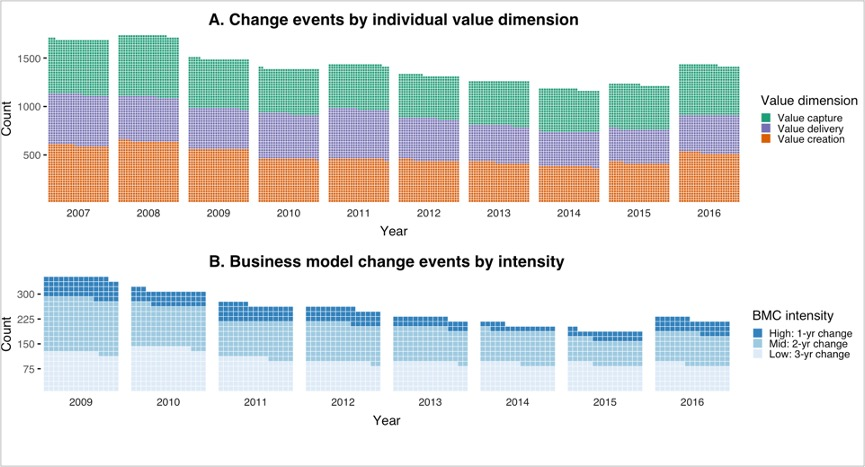 A. Change events by individual value dimension
1500
1000
500
Count
2007 2008 2009 2010 2011 2012 2013 2014 2015 2016
Year
Value dimension
Value capture
Value delivery
Value creation
B. Business model change events by intensity
300
225
150
75
Count
2009 2010 2011 2012 2013 2014 2015 2016
Year
BMC intensity
High: 1-yr change
Mid: 2-yr change
Low: 3-yr change